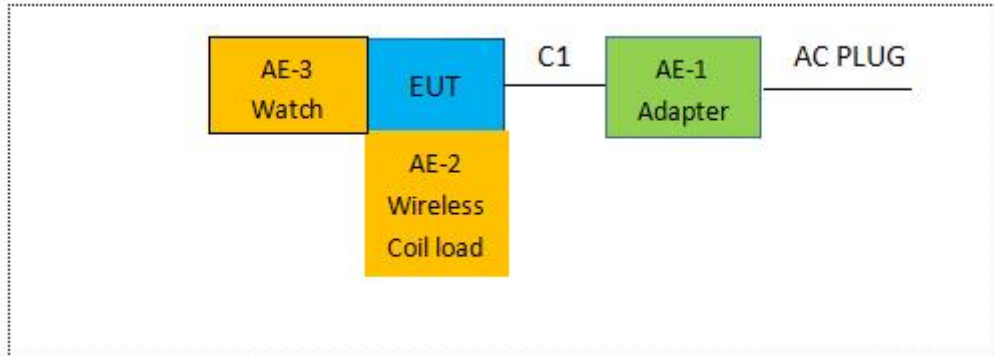 AE-3
Watch
EUT
C1
AE-1
Adapter
AC PLUG
AE-2
Wireless
Coil load